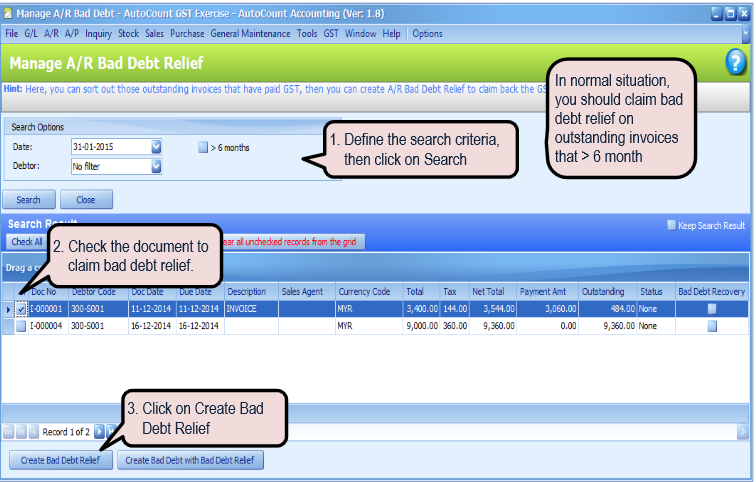 Manage A/R Bad Debt - AutoCount GST Exercise - AutoCount Accounting (Ver: 1.8)
File G/L A/R A/P Inquiry Stock Sales Purchase General Maintenance Tools GST Window Help Options
Manage A/R Bad Debt Relief
?
Hint: Here, you can sort out those outstanding invoices that have paid GST, then you can create A/R Bad Debt Relief to claim back the GS
In normal situation,
you should claim bad
debt relief on
outstanding invoices
that > 6 month
Search Options
Date: 31-01-2015 > 6 months
Debtor: No filter
1. Define the search criteria,
then click on Search
Search Close
Search Result
Keep Search Result
Check All
ear all unchecked records from the grid
2. Check the document to
claim bad debt relief.
Drag a c
Doc No Debtor Code Doc Date Due Date Description Sales Agent Currency Code Total Tax Net Total Payment Amt Outstanding Status Bad Debt Recovery
I-000001 300-S001 11-12-2014 11-12-2014 INVOICE MYR 3,400.00 144.00 3,544.00 3,060.00 484.00 None
I-000004 300-S001 16-12-2014 16-12-2014 MYR 9,000.00 360.00 9,360.00 0.00 9,360.00 None
3. Click on Create Bad
Debt Relief
Record 1 of 2
Create Bad Debt Relief Create Bad Debt with Bad Debt Relief